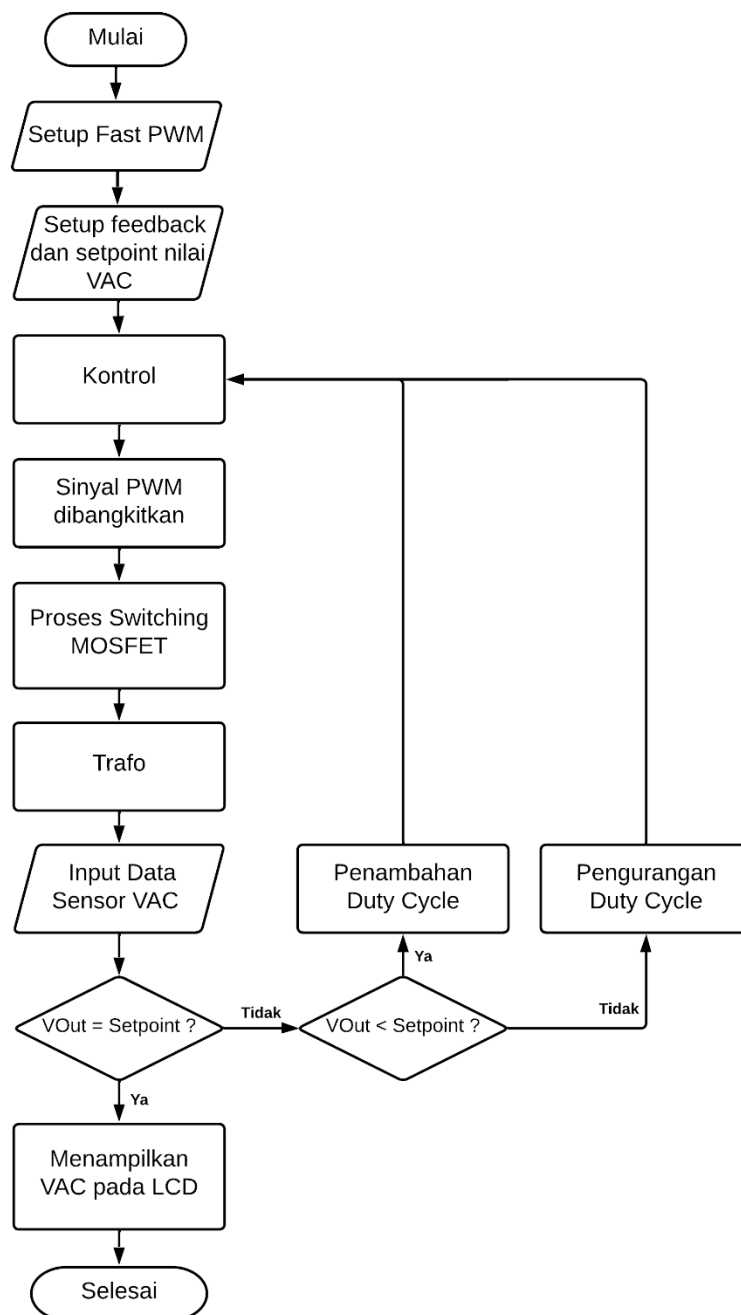 Mulai
Setup Fast PWM
Setup feedback
dan setpoint nilai
VAC
Kontrol
Sinyal PWM
dibangkitkan
Proses Switching
MOSFET
Trafo
Input Data
Sensor VAC
Penambahan
Duty Cycle
Pengurangan
Duty Cycle
Ya
VOut = Setpoint ?
Tidak
VOut < Setpoint ?
Tidak
Ya
Menampilkan
VAC pada LCD
Selesai